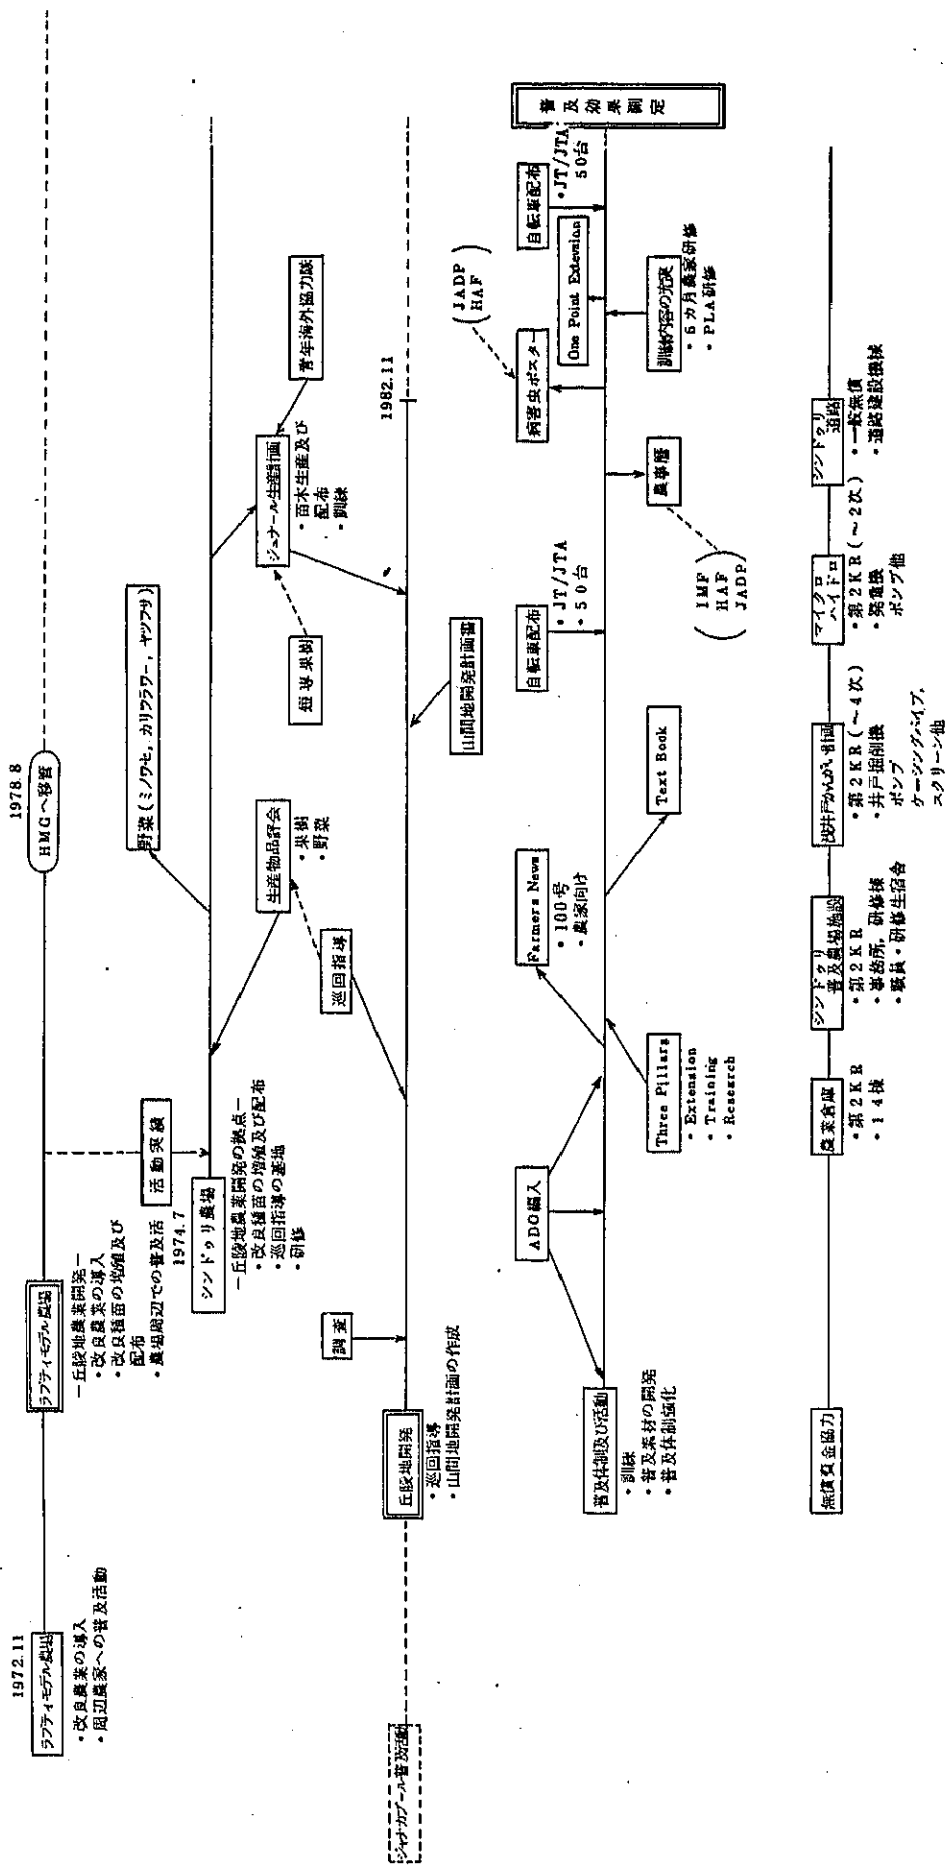 1972.11
ラプティモデル農場
・改良農業の導入
・周辺農家への普及活動
ラプティモデル農場
―丘陵地農業開発―
・改良農業の導入
・改良種苗の増殖及び
配布
・農場周辺での普及活
1978.8
HMGへ移管
活動実績
1974.7
シンドゥリ農場
―丘陵地農業開発の拠点―
・改良種苗の増殖及び配布
・巡回指導の基地
・研修
野菜(ミノワセ,カリフラワー,ヤツフサ)
生産物品評会
・果樹
・野菜
短専果樹
ジュナール生産計画
・苗木生産及び
配布
・訓練
青年海外協力隊
ジャナカプール普及活動
丘陵地開発
・巡回指導
・山間地開発計画の作成
調査
巡回指導
山間地開発計画書
1982.11
普及体制及び活動
・訓練
・普及素材の開発
・普及体制強化
ADO編入
Three Pillars
・Extension
・Training
・Research
Farmers News
・100号
・農家向け
Text Book
自転車配布
・JT/JTA
・50台
農事暦
(IMF
HAF
JADP)
病害虫ポスター
(JADP
HAF)
One Point Extension
訓練内容の充実
・6カ月農家研修
・PLA研修
自転車配布
・JT/JTA
50台
普及効果測定
無償資金協力
農業倉庫
・第2KR
・14棟
シンドゥリ
普及農場施設
・第2KR
・事務所,研修棟
・職員・研修生宿舎
浅井戸かんがい計画
・第2KR(~4次)
・井戸掘削機
ポンプ
ケーシングパイプ,
スクリーン他
マイクロ
ハイドロ
・第2KR(~2次)
・発電機
ポンプ他
シンドゥリ
道路
・一般無償
・道路建設機械